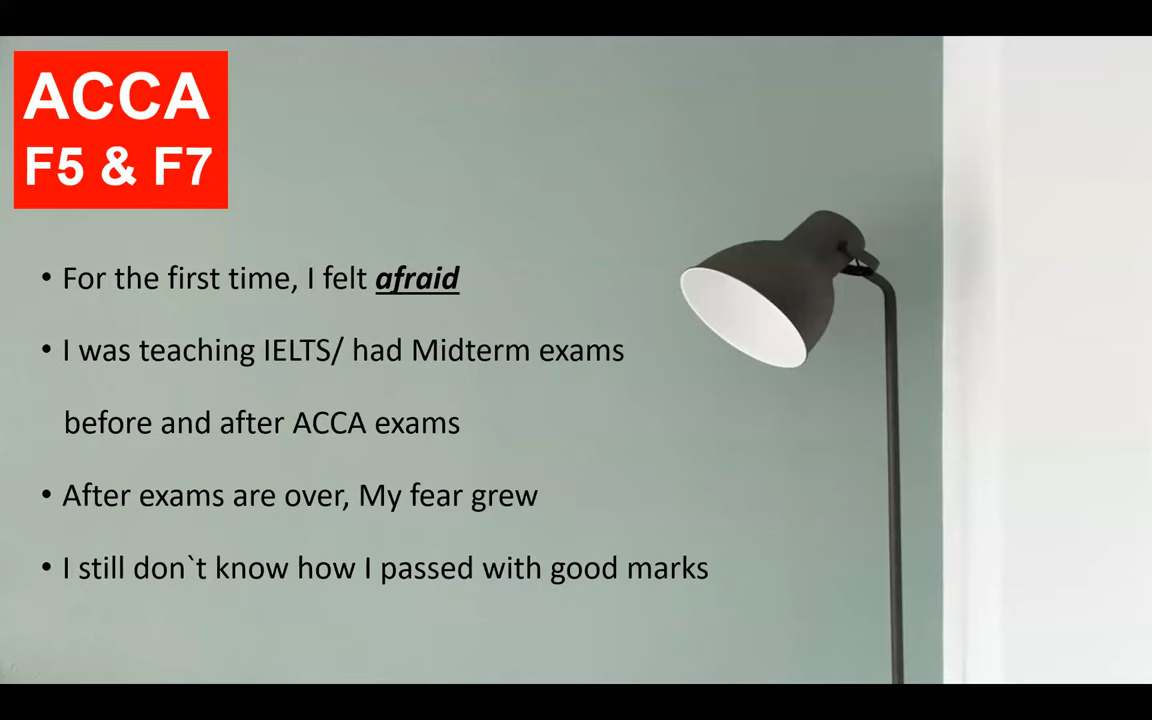 ACCA
F5 & F7
• For the first time, I felt afraid
• I was teaching IELTS/ had Midterm exams
before and after ACCA exams
• After exams are over, My fear grew
• I still don`t know how I passed with good marks